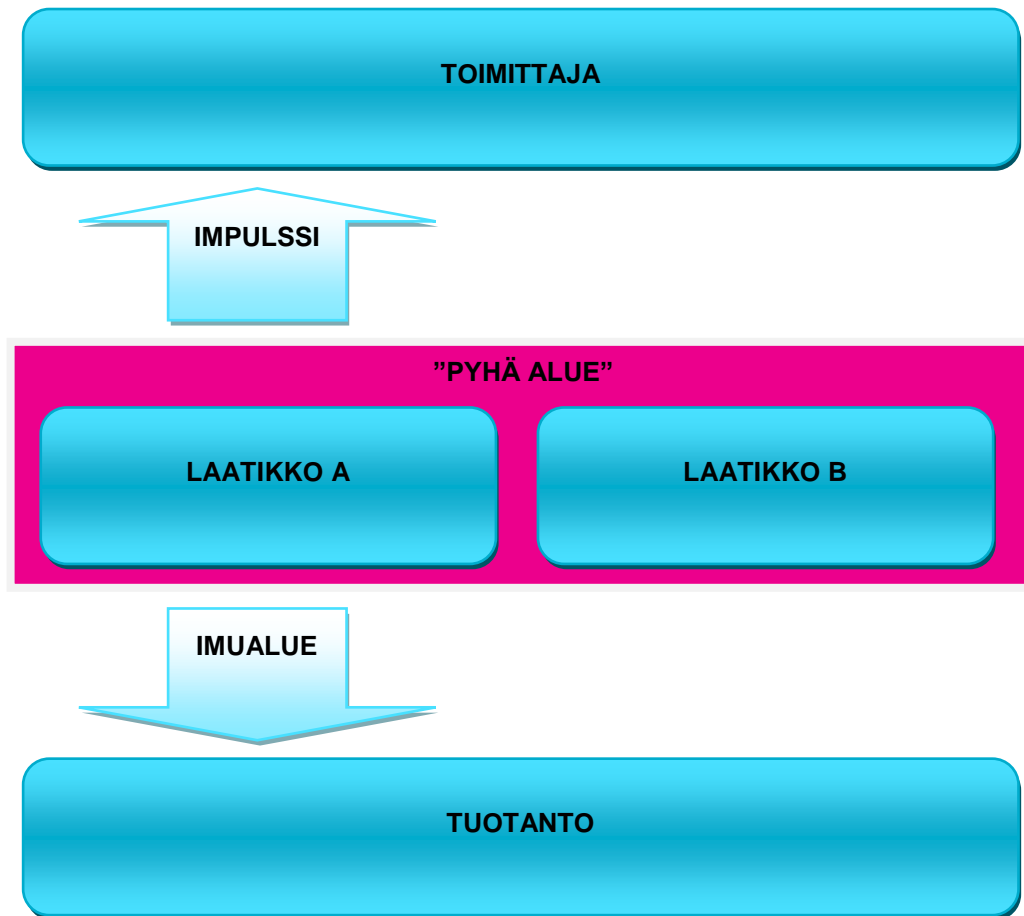 TOIMITTAJA
IMPULSSI
”PYHÄ ALUE”
LAATIKKO A
LAATIKKO B
IMUALUE
TUOTANTO